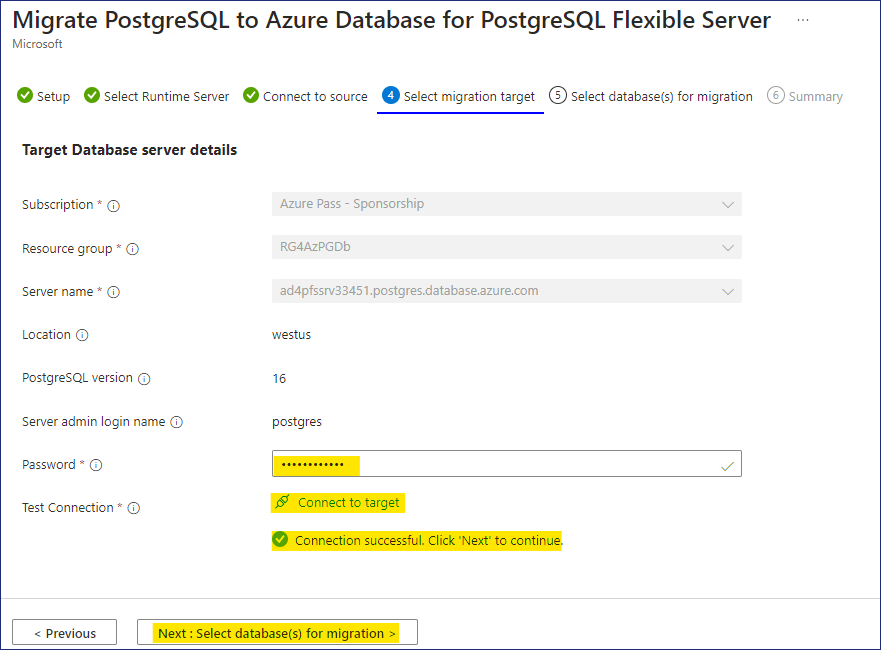 Migrate PostgreSQL to Azure Database for PostgreSQL Flexible Server ...
Microsoft
Setup Select Runtime Server Connect to source 4 Select migration target 5 Select database(s) for migration 6 Summary
Target Database server details
Subscription * Azure Pass - Sponsorship
Resource group * RG4AzPGDb
Server name * ad4pfssrv33451.postgres.database.azure.com
Location westus
PostgreSQL version 16
Server admin login name postgres
Password * ••••••••••••
Test Connection * Connect to target
Connection successful. Click 'Next' to continue.
< Previous Next : Select database(s) for migration >